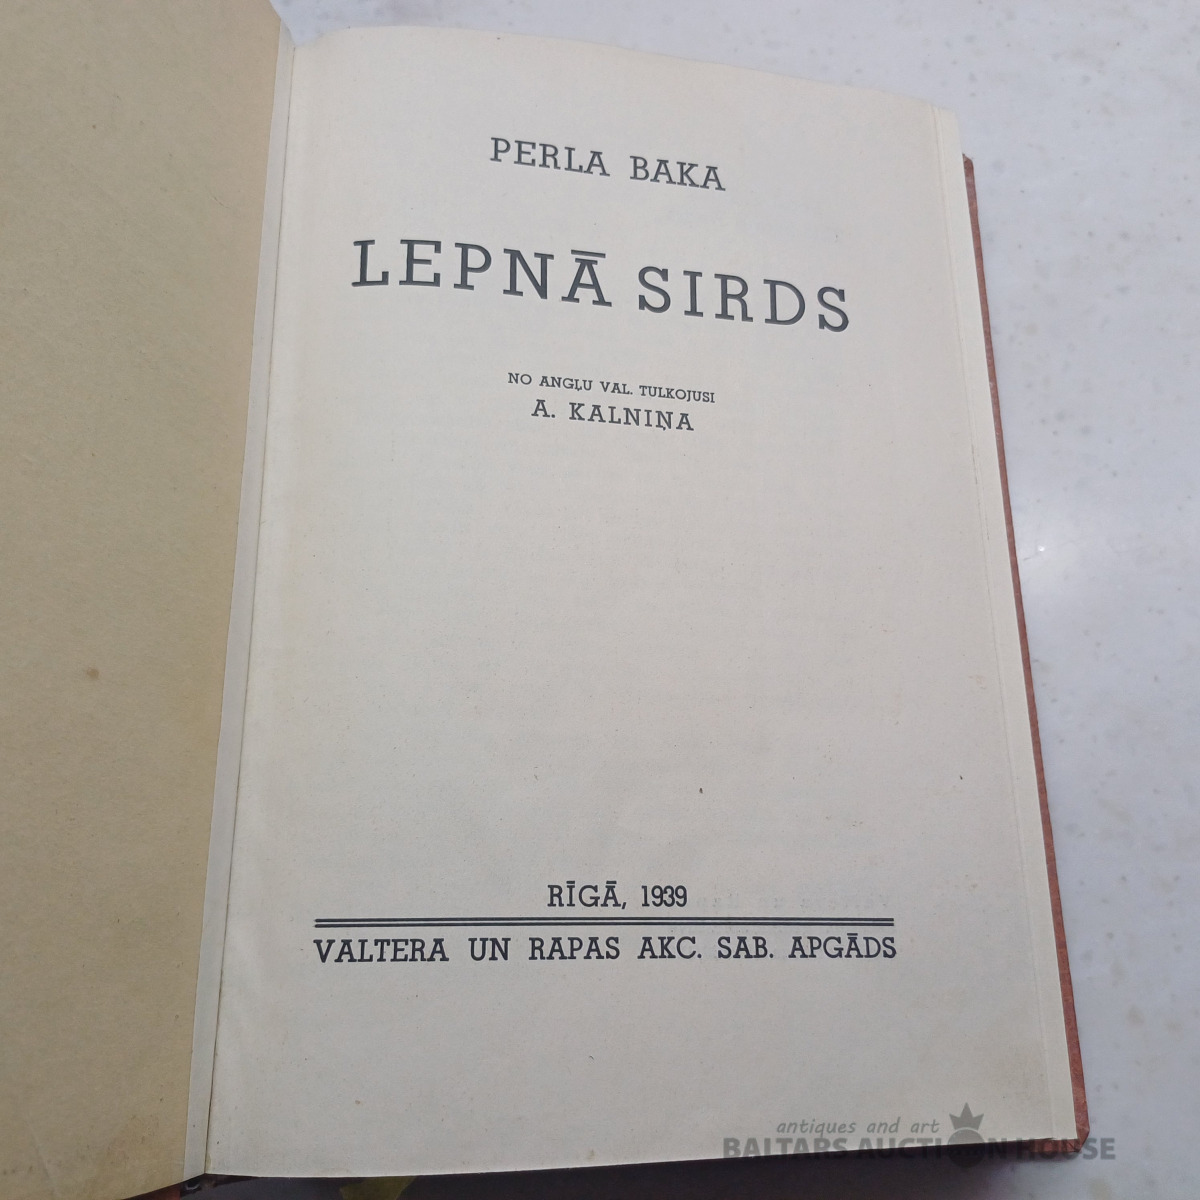 PERLA BAKA
LEPNĀ SIRDS
NO ANGĻU VAL. TULKOJUSI
A. KALNIŅA
RĪGĀ, 1939
VALTERA UN RAPAS AKC. SAB. APGĀDS
antiques and art
BALTARS AUCTION HOUSE